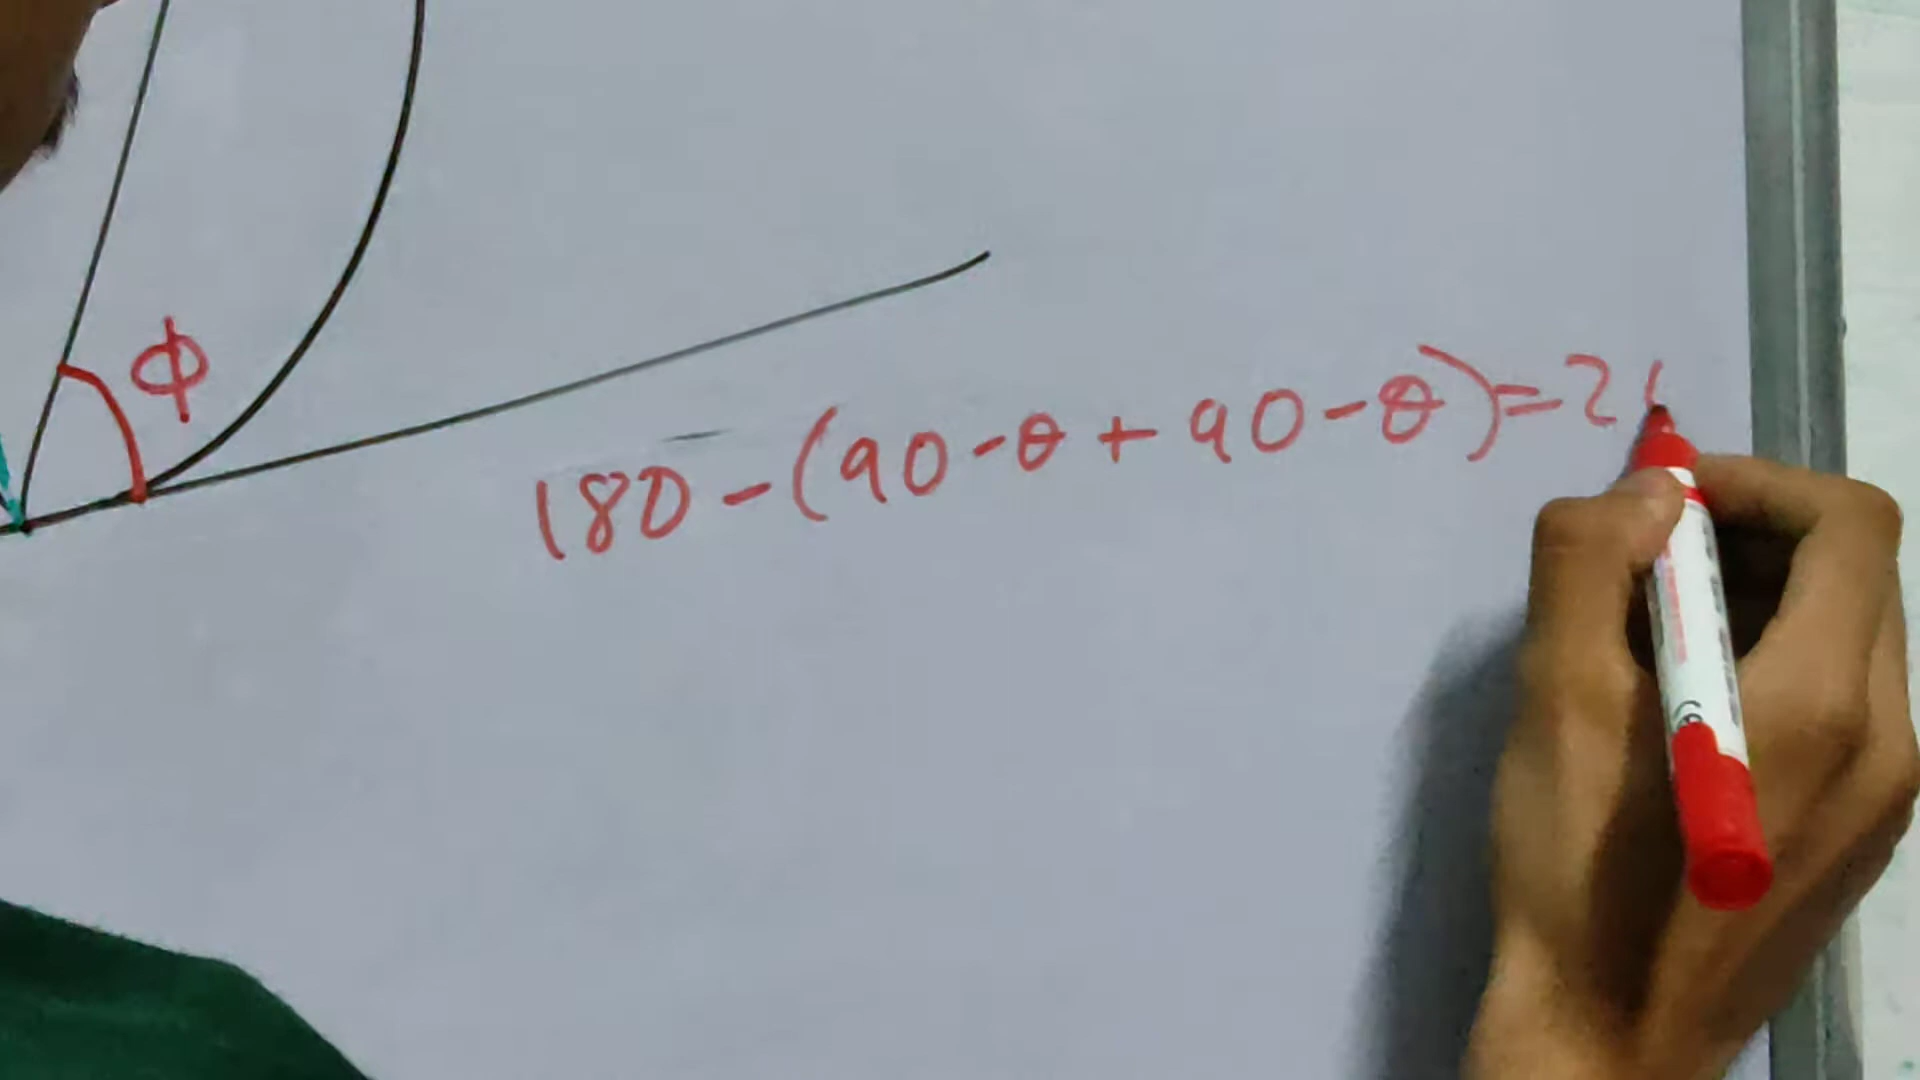 ϕ
180 - (90 - θ + 90 - θ) = 2